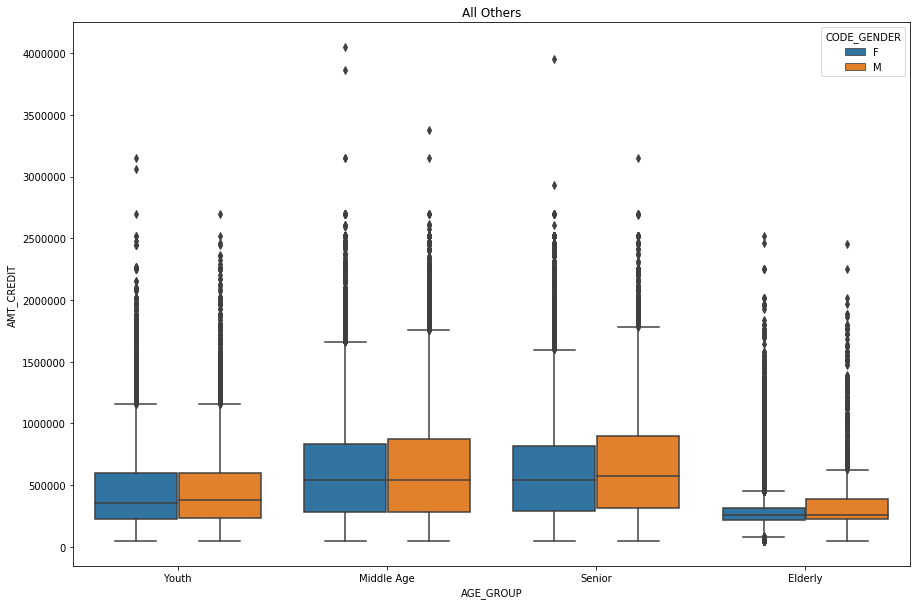 All Others
CODE_GENDER
F
M
4000000
3500000
3000000
2500000
2000000
1500000
1000000
500000
0
AMT_CREDIT
Youth
Middle Age
Senior
Elderly
AGE_GROUP